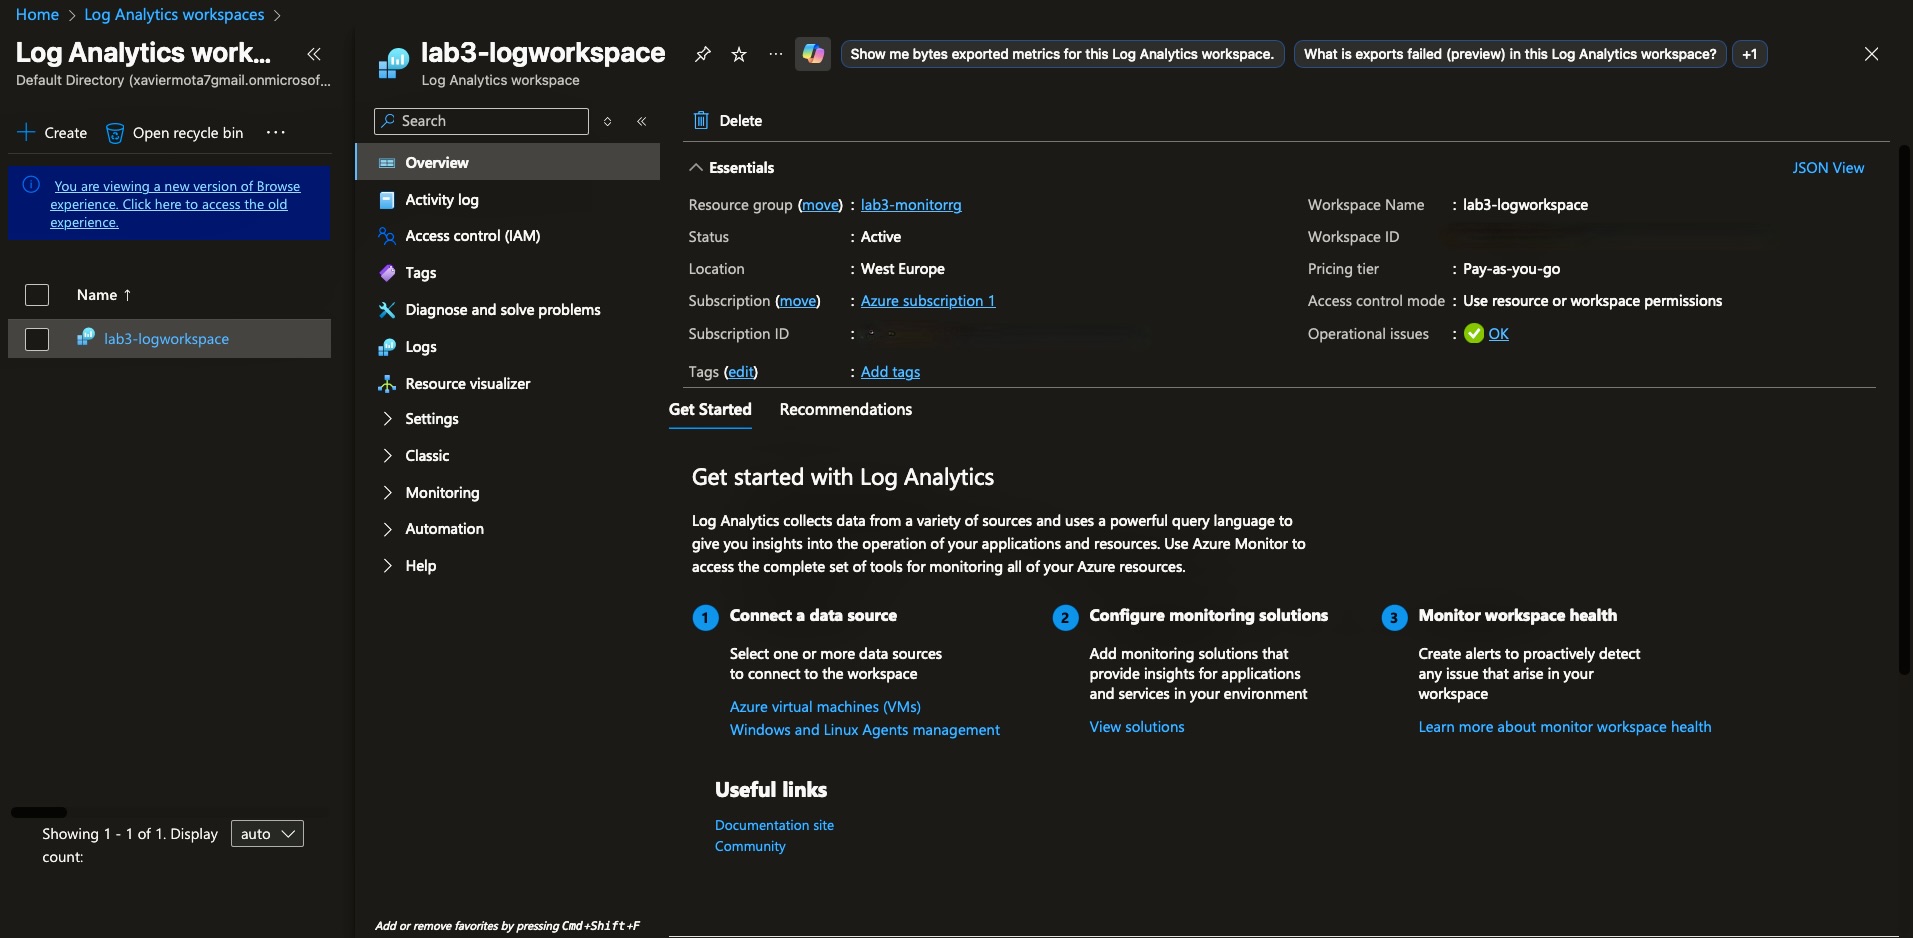 Home > Log Analytics workspaces >
Log Analytics work...
Default Directory (xaviermota7gmail.onmicrosof...
Create
Open recycle bin
...
You are viewing a new version of Browse
experience. Click here to access the old
experience.
Name ↑
lab3-logworkspace
Showing 1 - 1 of 1. Display
count:
auto
lab3-logworkspace
Log Analytics workspace
...
Show me bytes exported metrics for this Log Analytics workspace.
What is exports failed (preview) in this Log Analytics workspace?
+1
Search
Overview
Activity log
Access control (IAM)
Tags
Diagnose and solve problems
Logs
Resource visualizer
Settings
Classic
Monitoring
Automation
Help
Add or remove favorites by pressing Cmd+Shift+F
Delete
Essentials
JSON View
Resource group (move) : lab3-monitorrg
Status : Active
Location : West Europe
Subscription (move) : Azure subscription 1
Subscription ID :
Tags (edit) : Add tags
Workspace Name : lab3-logworkspace
Workspace ID
Pricing tier : Pay-as-you-go
Access control mode : Use resource or workspace permissions
Operational issues : OK
Get Started
Recommendations
Get started with Log Analytics
Log Analytics collects data from a variety of sources and uses a powerful query language to
give you insights into the operation of your applications and resources. Use Azure Monitor to
access the complete set of tools for monitoring all of your Azure resources.
1 Connect a data source
Select one or more data sources
to connect to the workspace
Azure virtual machines (VMs)
Windows and Linux Agents management
2 Configure monitoring solutions
Add monitoring solutions that
provide insights for applications
and services in your environment
View solutions
3 Monitor workspace health
Create alerts to proactively detect
any issue that arise in your
workspace
Learn more about monitor workspace health
Useful links
Documentation site
Community